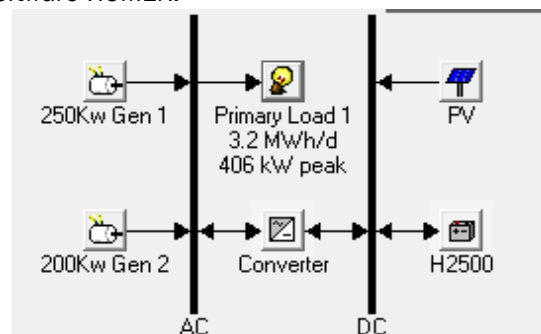 250Kw Gen 1
Primary Load 1
3.2 MWh/d
406 kW peak
PV
200Kw Gen 2
Converter
H2500
AC
DC